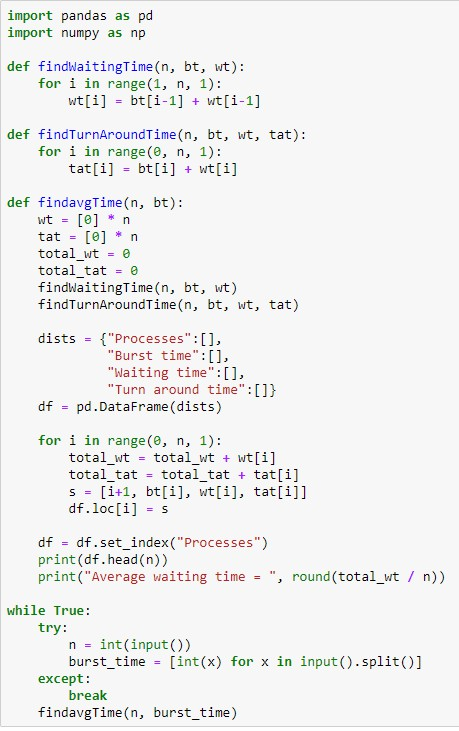 import pandas as pd
import numpy as np

def findWaitingTime(n, bt, wt):
    for i in range(1, n, 1):
        wt[i] = bt[i-1] + wt[i-1]

def findTurnAroundTime(n, bt, wt, tat):
    for i in range(0, n, 1):
        tat[i] = bt[i] + wt[i]

def findavgTime(n, bt):
    wt = [0] * n
    tat = [0] * n
    total_wt = 0
    total_tat = 0
    findWaitingTime(n, bt, wt)
    findTurnAroundTime(n, bt, wt, tat)

    dists = {"Processes":[],
             "Burst time":[],
             "Waiting time":[],
             "Turn around time":[]}
    df = pd.DataFrame(dists)

    for i in range(0, n, 1):
        total_wt = total_wt + wt[i]
        total_tat = total_tat + tat[i]
        s = [i+1, bt[i], wt[i], tat[i]]
        df.loc[i] = s

    df = df.set_index("Processes")
    print(df.head(n))
    print("Average waiting time = ", round(total_wt / n))

while True:
    try:
        n = int(input())
        burst_time = [int(x) for x in input().split()]
    except:
        break
    findavgTime(n, burst_time)